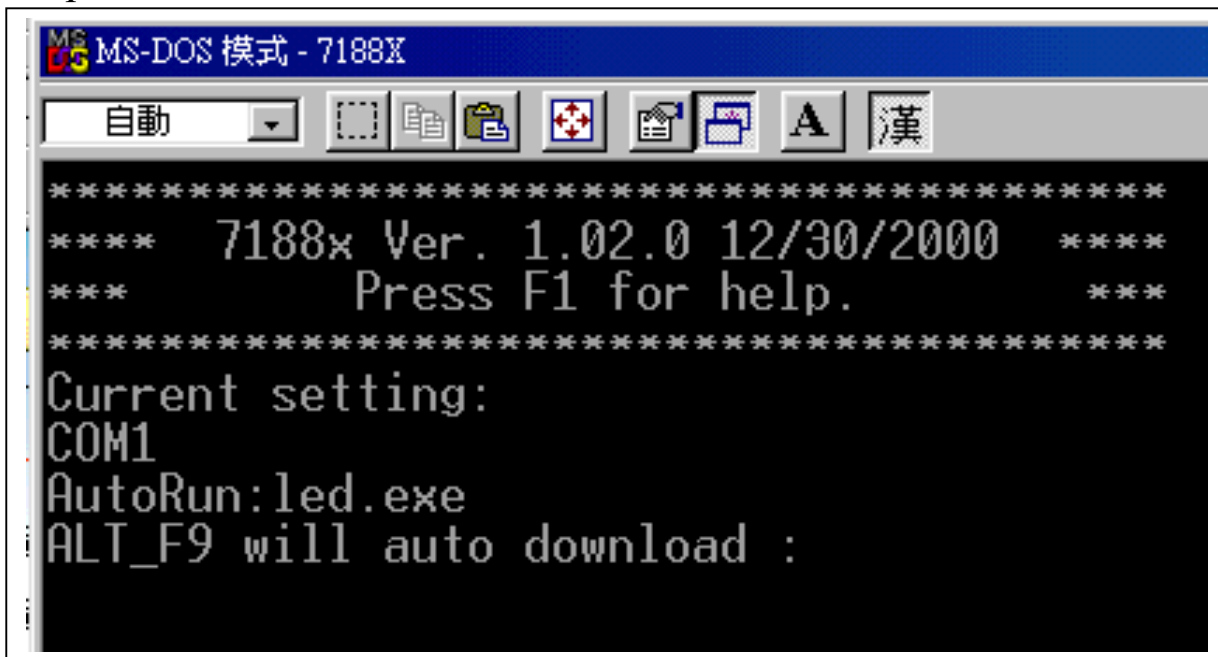 MS-DOS 模式 - 7188X
自動 A 漢
****************************************
**** 7188x Ver. 1.02.0 12/30/2000 ****
*** Press F1 for help. ***
****************************************
Current setting:
COM1
AutoRun:led.exe
ALT_F9 will auto download :